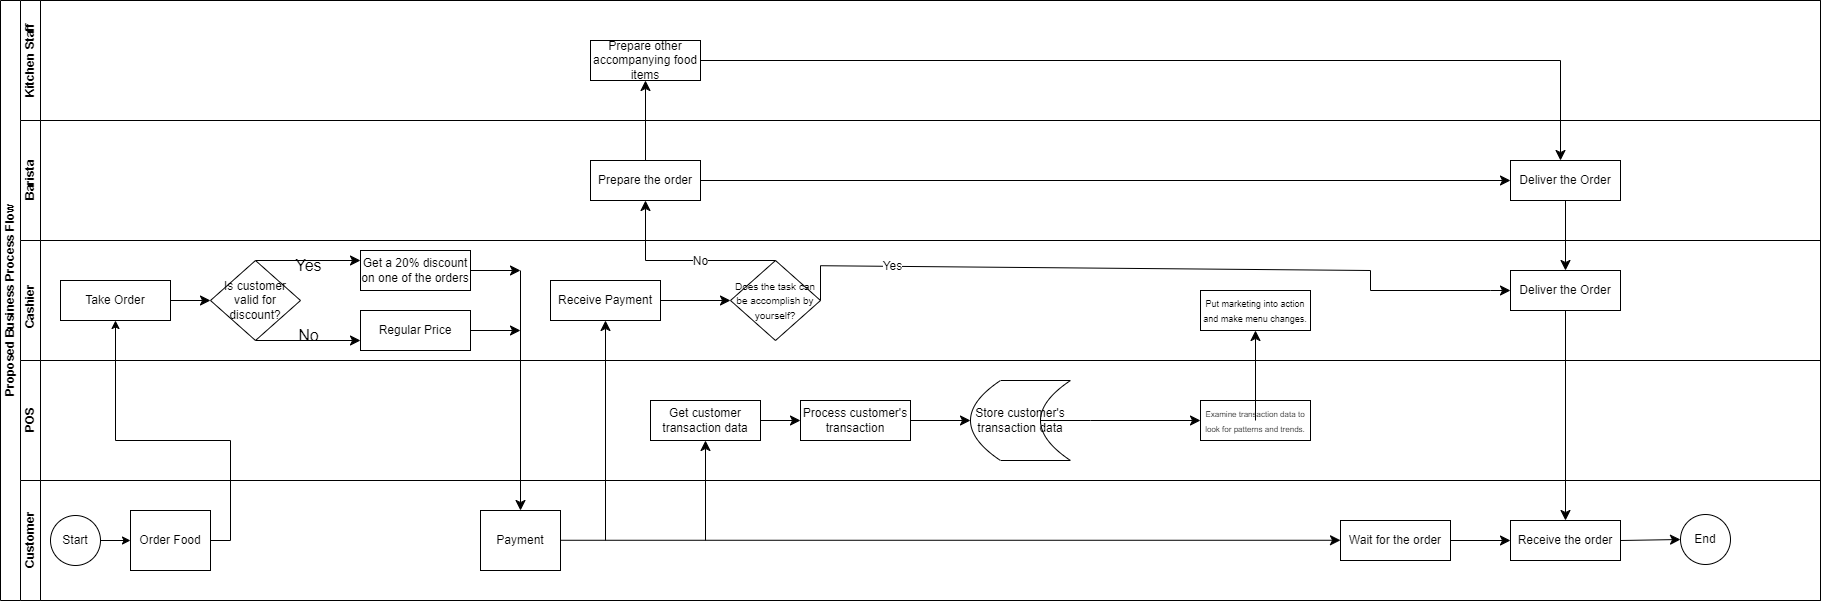 Proposed Business Process Flow
Kitchen Staff
Prepare other
accompanying food
items
Barista
Prepare the order
Deliver the Order
Cashier
Take Order
Is customer
valid for
discount?
Yes
No
Get a 20% discount
on one of the orders
Regular Price
Receive Payment
Does the task can
be accomplish by
yourself?
No
Yes
Put marketing into action
and make menu changes.
Deliver the Order
POS
Get customer
transaction data
Process customer's
transaction
Store customer's
transaction data
Examine transaction data to
look for patterns and trends.
Customer
Start
Order Food
Payment
Wait for the order
Receive the order
End